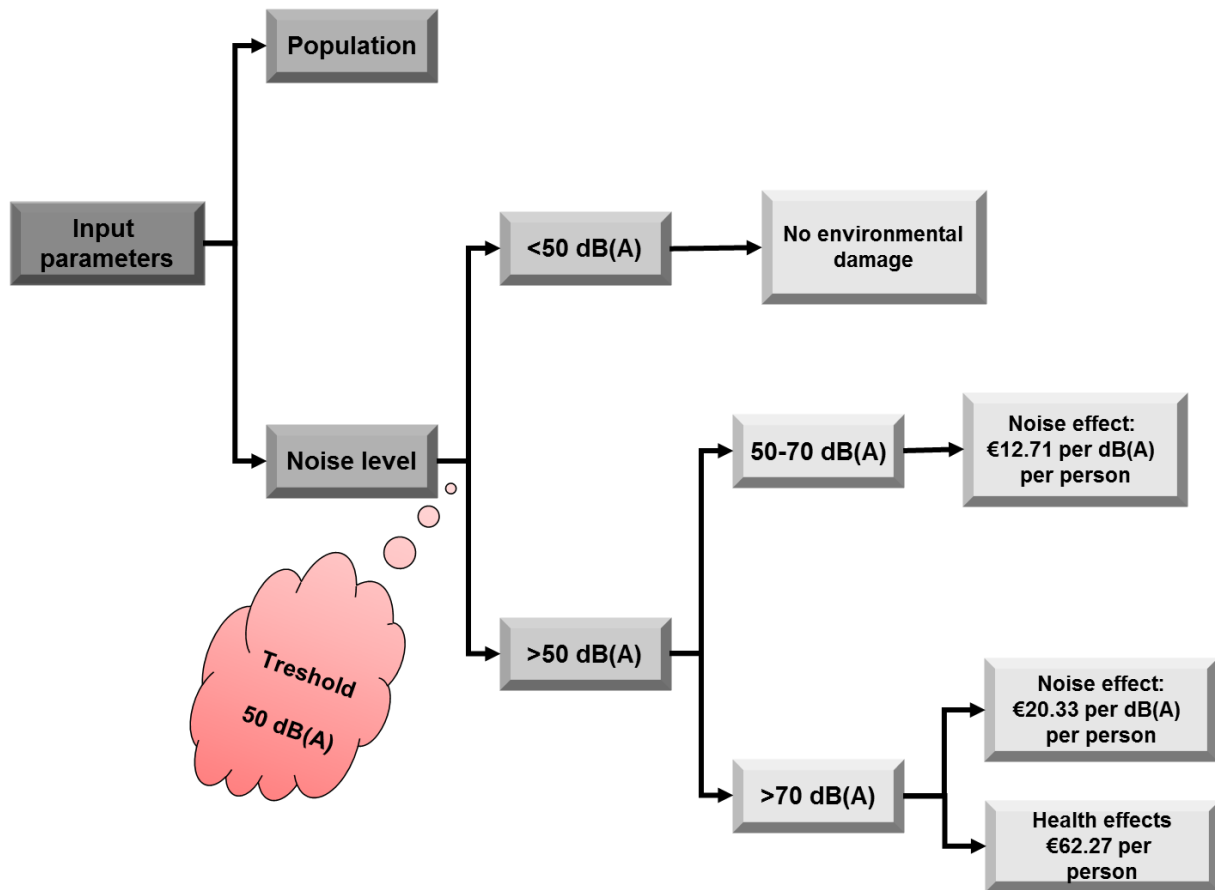 Population
Input
parameters
<50 dB(A)
No environmental
damage
Noise level
50-70 dB(A)
Noise effect:
€12.71 per dB(A)
per person
Treshold
50 dB(A)
>50 dB(A)
Noise effect:
€20.33 per dB(A)
per person
>70 dB(A)
Health effects
€62.27 per
person